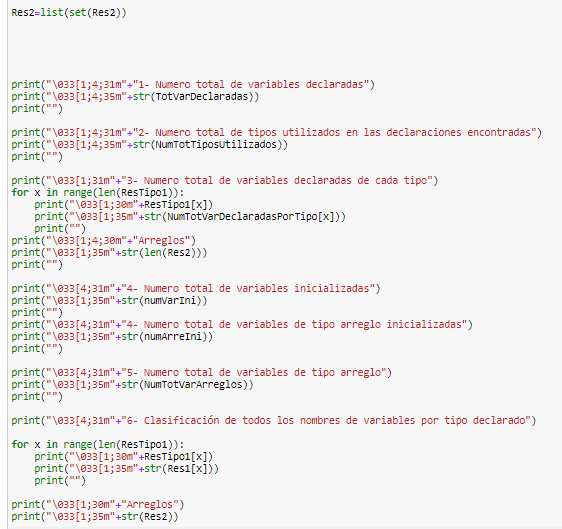 Res2=list(set(Res2))
print("\033[1;4;31m"+"1- Numero total de variables declaradas")
print("\033[1;4;35m"+str(TotVarDeclaradas))
print("")
print("\033[1;4;31m"+"2- Numero total de tipos utilizados en las declaraciones encontradas")
print("\033[1;4;35m"+str(NumTotTiposUtilizados))
print("")
print("\033[1;31m"+"3- Numero total de variables declaradas de cada tipo")
for x in range(len(ResTipo1)):
    print("\033[1;30m"+ResTipo1[x])
    print("\033[1;35m"+str(NumTotVarDeclaradasPorTipo[x]))
    print("")
print("\033[1;4;30m"+"Arreglos")
print("\033[1;35m"+str(len(Res2)))
print("")
print("\033[4;31m"+"4- Numero total de variables inicializadas")
print("\033[1;35m"+str(numVarIni))
print("")
print("\033[4;31m"+"4- Numero total de variables de tipo arreglo inicializadas")
print("\033[1;35m"+str(numArreIni))
print("")
print("\033[4;31m"+"5- Numero total de variables de tipo arreglo")
print("\033[1;35m"+str(NumTotVarArreglos))
print("")
print("\033[4;31m"+"6- Clasificación de todos los nombres de variables por tipo declarado")
for x in range(len(ResTipo1)):
    print("\033[1;30m"+ResTipo1[x])
    print("\033[1;35m"+str(Res1[x]))
    print("")
print("\033[1;30m"+"Arreglos")
print("\033[1;35m"+str(Res2))